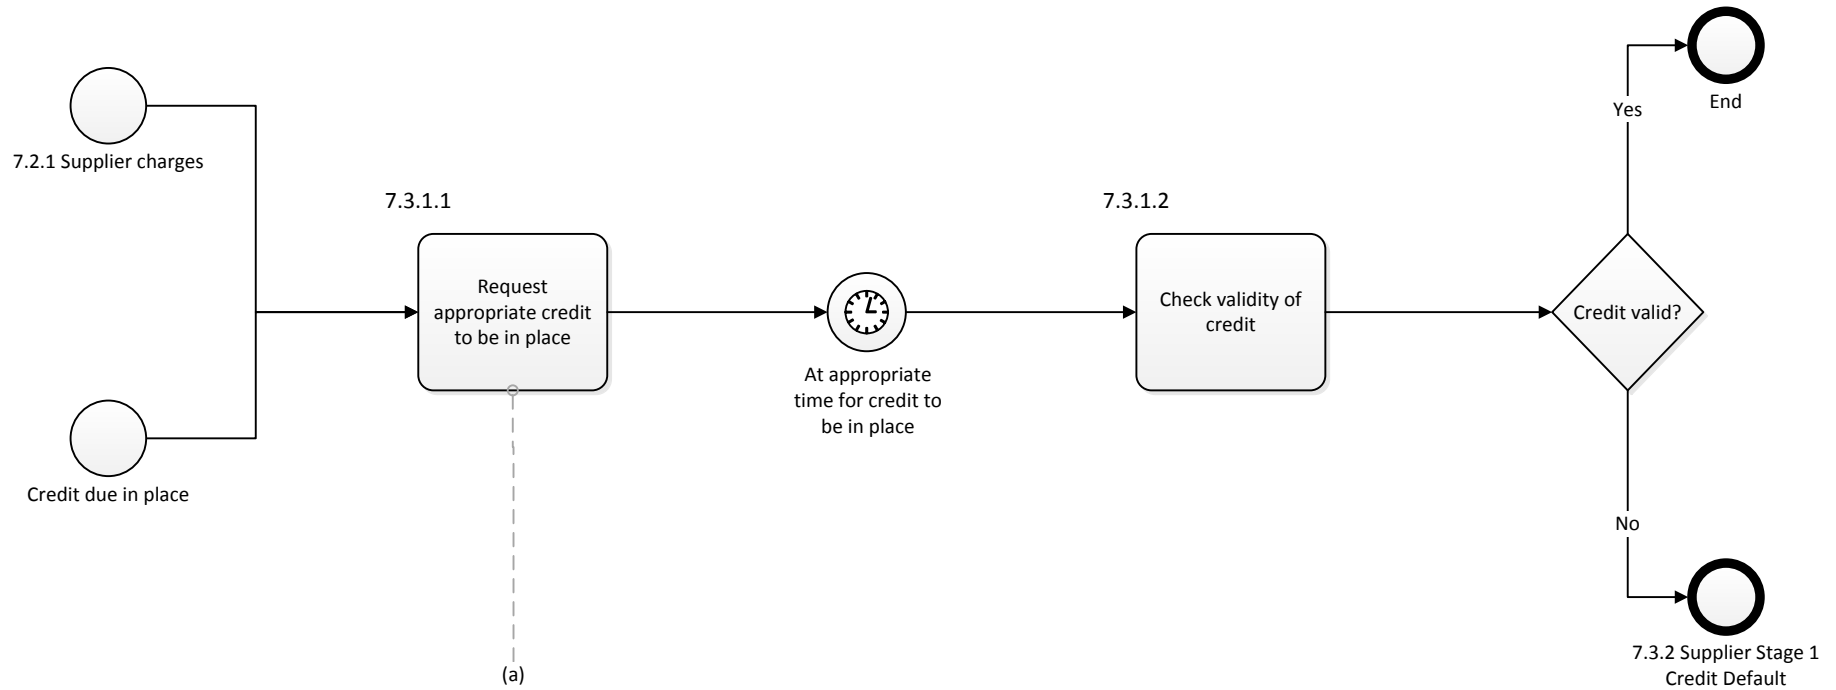 End
Yes
7.2.1 Supplier charges
7.3.1.1
7.3.1.2
Request
appropriate credit
to be in place
Check validity of
credit
Credit valid?
At appropriate
time for credit to
be in place
Credit due in place
No
7.3.2 Supplier Stage 1
Credit Default
(a)